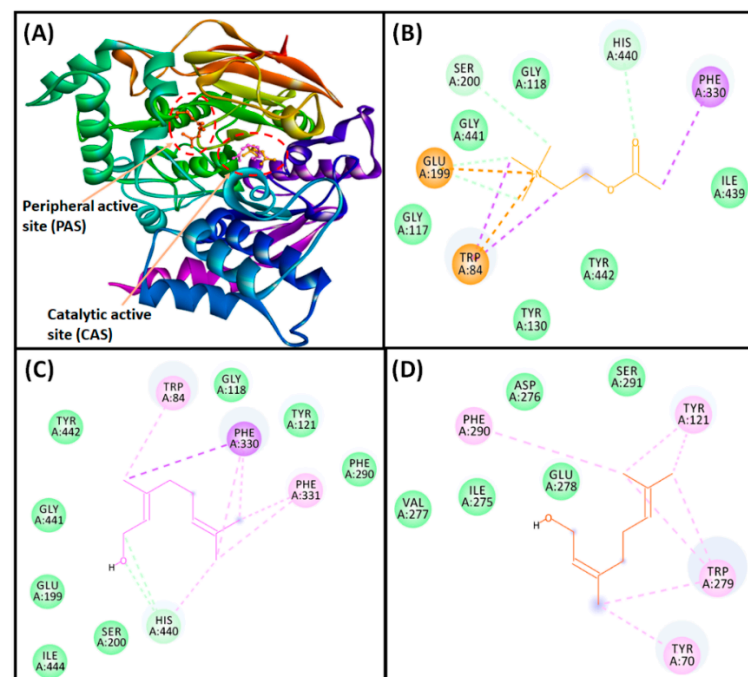 (A)
Peripheral active
site (PAS)
Catalytic active
site (CAS)
(B)
HIS
A:440
SER
A:200
GLY
A:118
PHE
A:330
GLY
A:441
GLU
A:199
N
O
O
ILE
A:439
GLY
A:117
TRP
A:84
TYR
A:442
TYR
A:130
(C)
TRP
A:84
GLY
A:118
TYR
A:442
TYR
A:121
PHE
A:330
PHE
A:290
PHE
A:331
GLY
A:441
O
H
GLU
A:199
HIS
A:440
SER
A:200
ILE
A:444
(D)
SER
A:291
ASP
A:276
TYR
A:121
PHE
A:290
GLU
A:278
ILE
A:275
VAL
A:277
H
O
TRP
A:279
TYR
A:70